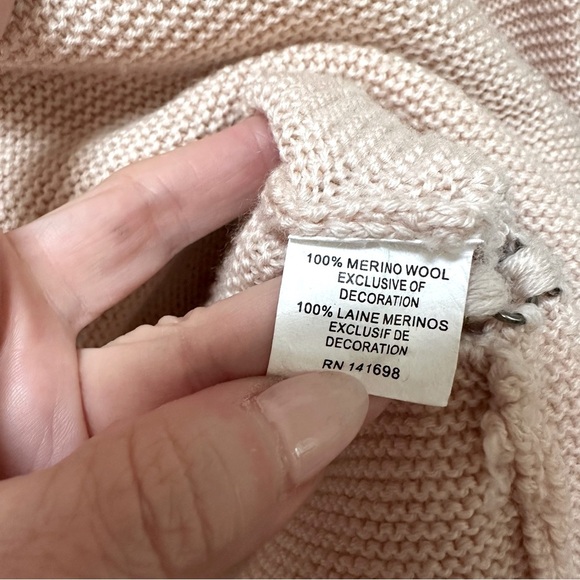 100% MERINO WOOL
EXCLUSIVE OF
DECORATION
100% LAINE MERINOS
EXCLUSIF DE
DECORATION
RN 141698